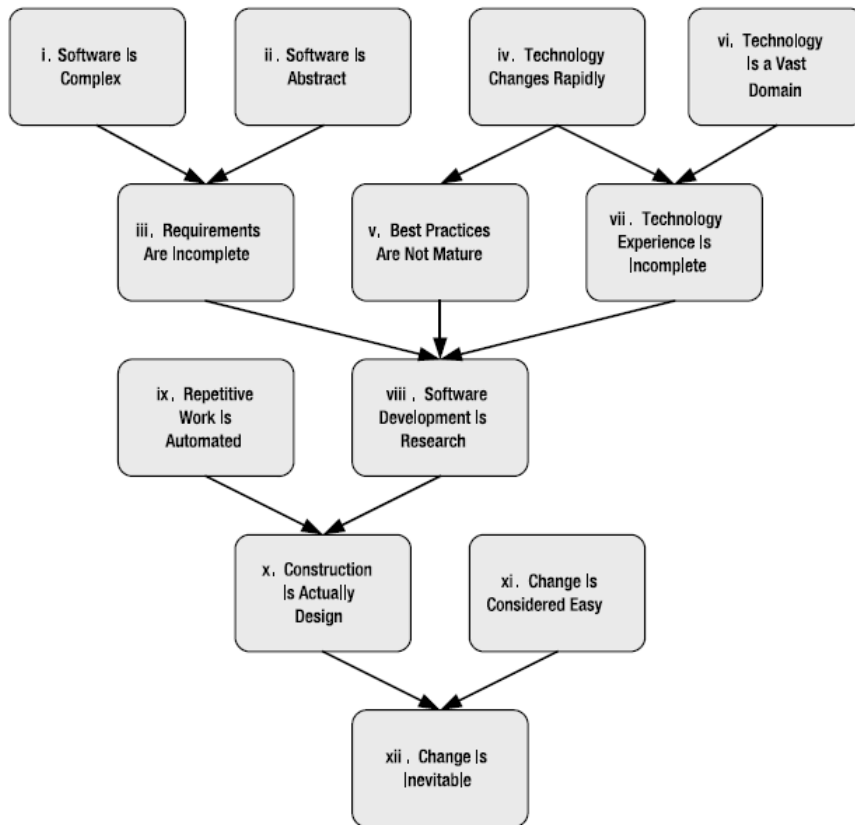 i. Software Is
Complex
ii. Software Is
Abstract
iv. Technology
Changes Rapidly
vi. Technology
Is a Vast
Domain
iii. Requirements
Are Incomplete
v. Best Practices
Are Not Mature
vii. Technology
Experience Is
Incomplete
ix. Repetitive
Work Is
Automated
viii. Software
Development Is
Research
x. Construction
Is Actually
Design
xi. Change Is
Considered Easy
xii. Change Is
Inevitable